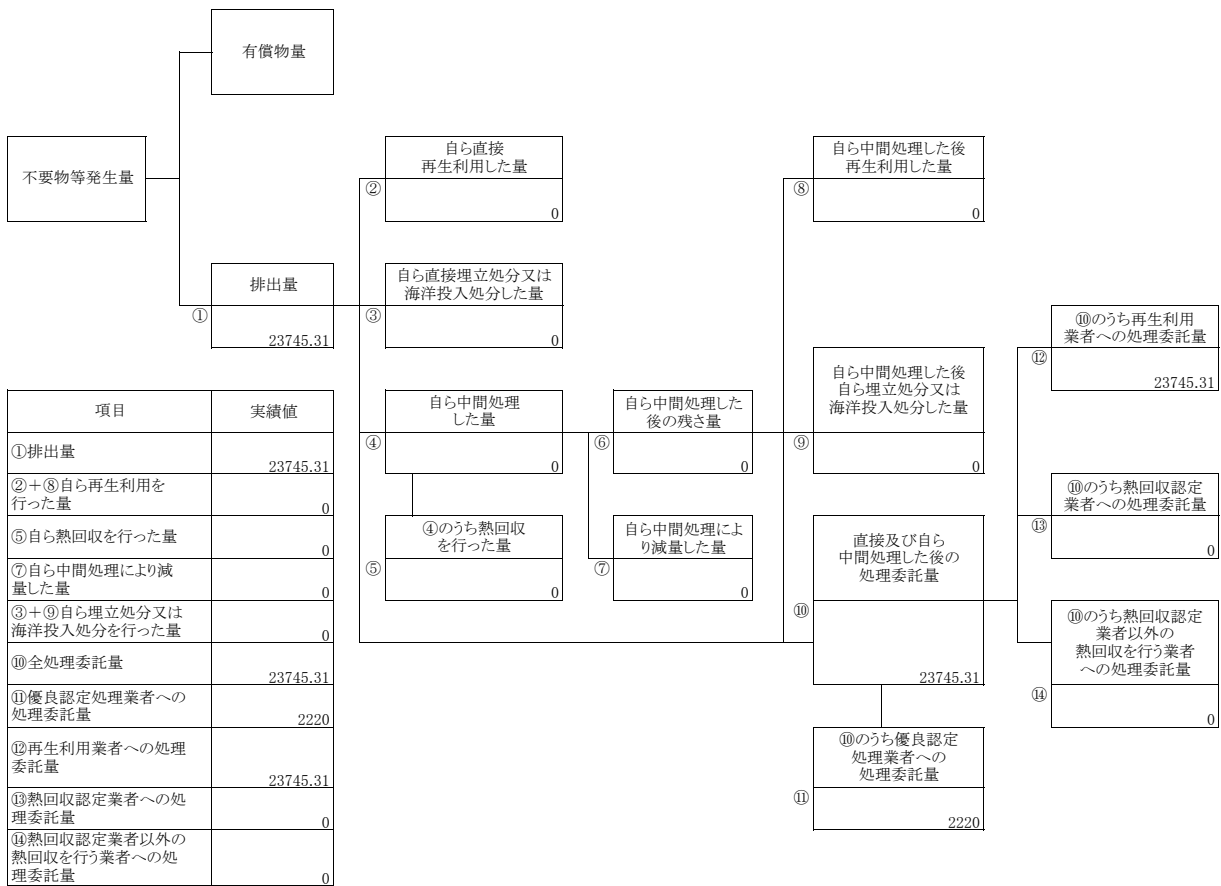 有償物量
不要物等発生量
排出量
①
23745.31
自ら直接
再生利用した量
②
0
自ら直接埋立処分又は
海洋投入処分した量
③
0
自ら中間処理
した量
④
0
④のうち熱回収
を行った量
⑤
0
自ら中間処理した
後の残さ量
⑥
0
自ら中間処理によ
り減量した量
⑦
0
自ら中間処理した後
再生利用した量
⑧
0
自ら中間処理した後
自ら埋立処分又は
海洋投入処分した量
⑨
0
直接及び自ら
中間処理した後の
処理委託量
⑩
23745.31
⑩のうち優良認定
処理業者への
処理委託量
⑪
2220
⑩のうち再生利用
業者への処理委託量
⑫
23745.31
⑩のうち熱回収認定
業者への処理委託量
⑬
0
⑩のうち熱回収認定
業者以外の
熱回収を行う業者
への処理委託量
⑭
0
項目 実績値
①排出量
23745.31
②＋⑧自ら再生利用を
行った量
0
⑤自ら熱回収を行った量
0
⑦自ら中間処理により減
量した量
0
③＋⑨自ら埋立処分又は
海洋投入処分を行った量
0
⑩全処理委託量
23745.31
⑪優良認定処理業者への
処理委託量
2220
⑫再生利用業者への処理
委託量
23745.31
⑬熱回収認定業者への処
理委託量
0
⑭熱回収認定業者以外の
熱回収を行う業者への処
理委託量
0